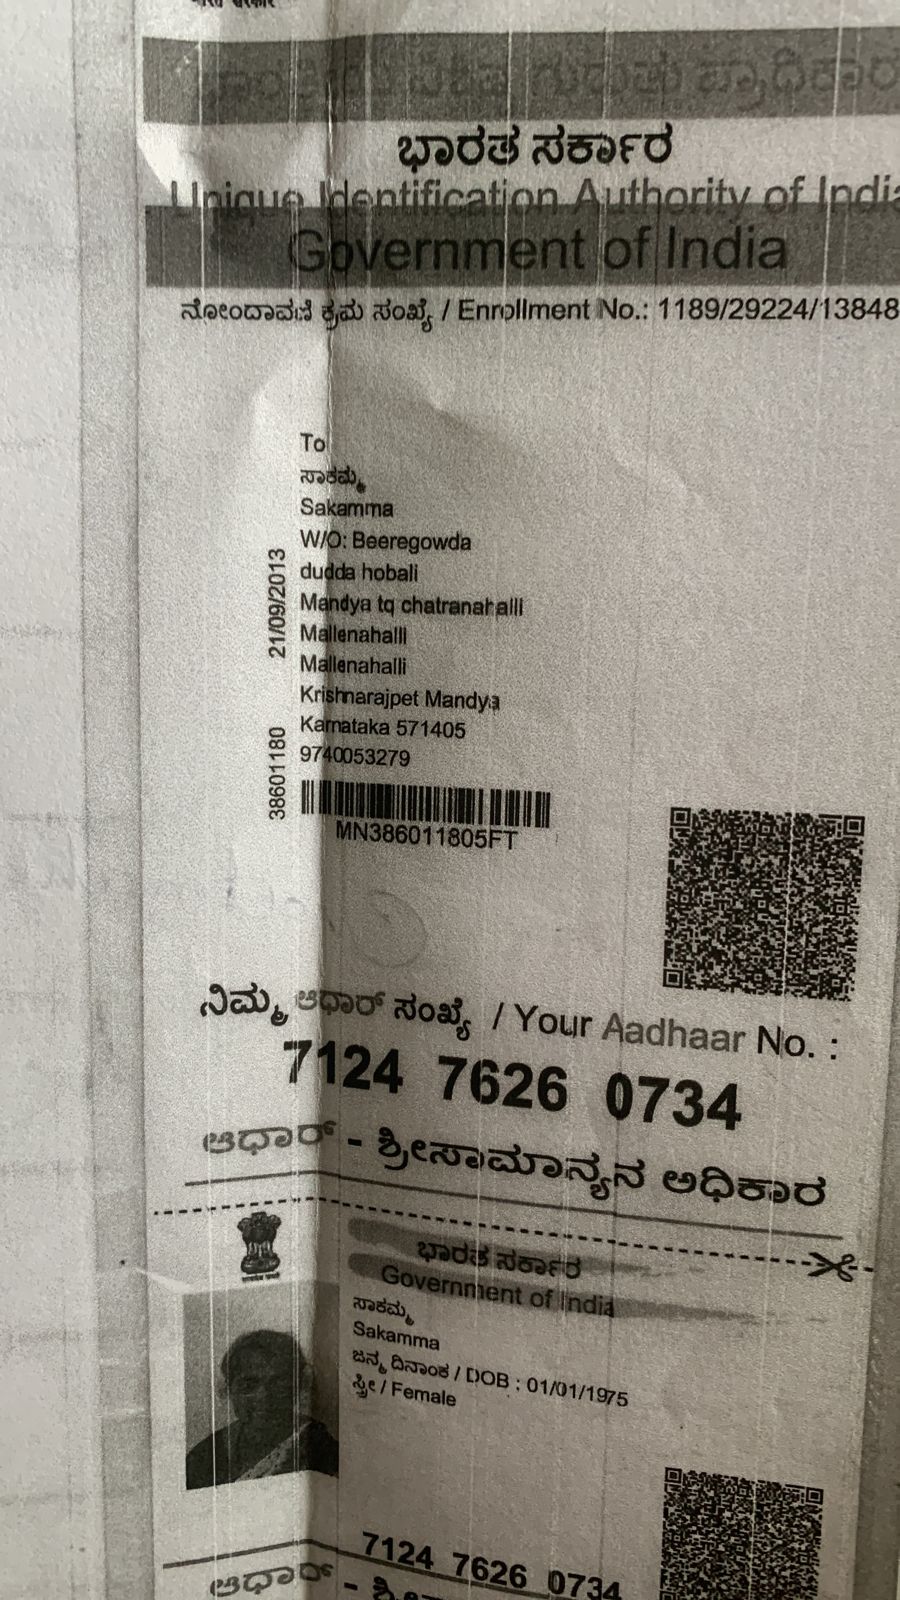 ಭಾರತ ಸರ್ಕಾರ
Unique Identification Authority of India
Government of India
ನೋಂದಾವಣಿ ಕ್ರಮ ಸಂಖ್ಯೆ / Enrollment No.: 1189/29224/13848
To
ಸಾಕಮ್ಮ
Sakamma
W/O: Beeregowda
dudda hobali
Mandya tq chatranahalli
Mallenahalli
Mallenahalli
Krishnarajpet Mandya
Karnataka 571405
9740053279
21/09/2013
38601180
MN386011805FT
ನಿಮ್ಮ ಆಧಾರ್ ಸಂಖ್ಯೆ / Your Aadhaar No. :
7124 7626 0734
ಆಧಾರ್ - ಶ್ರೀಸಾಮಾನ್ಯನ ಅಧಿಕಾರ
ಭಾರತ ಸರ್ಕಾರ
Government of India
ಸಾಕಮ್ಮ
Sakamma
ಜನ್ಮ ದಿನಾಂಕ / DOB : 01/01/1975
ಸ್ತ್ರೀ / Female
7124 7626 0734
ಆಧಾರ್ -